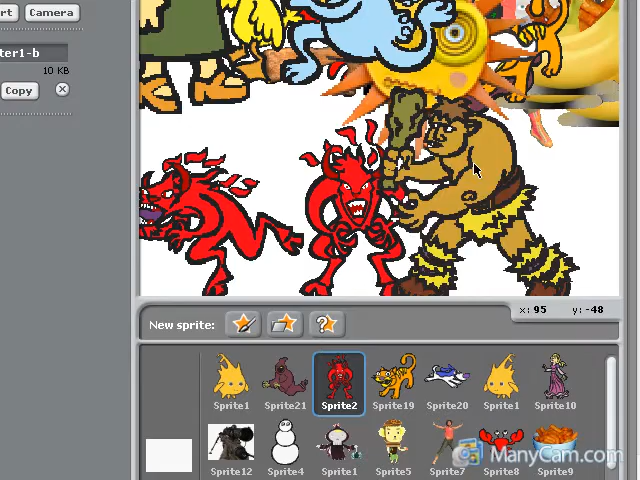 rt Camera
ter1-b
10 KB
Copy
x: 95 y: -48
New sprite:
Sprite1 Sprite21 Sprite2 Sprite19 Sprite20 Sprite1 Sprite10
Sprite12 Sprite4 Sprite1 Sprite5 Sprite7 Sprite8 Sprite9
ManyCam.com